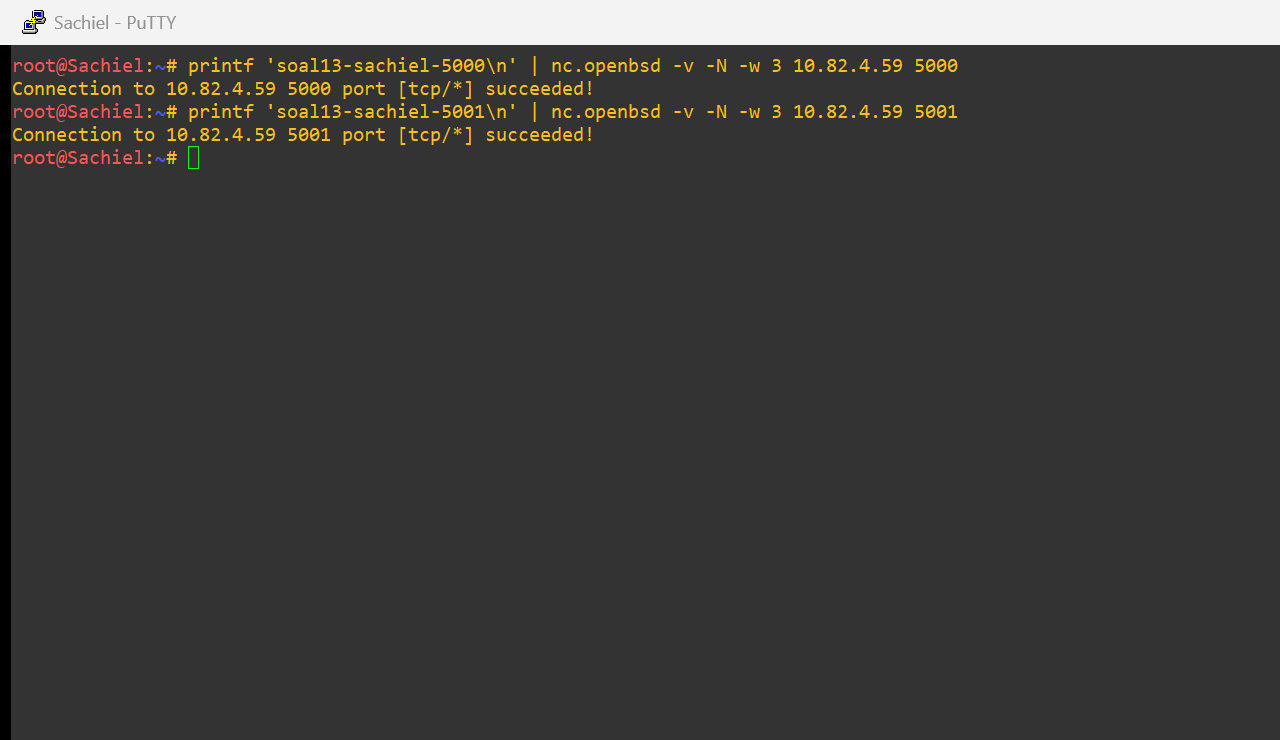 Sachiel - PuTTY
root@Sachiel:~# printf 'soal13-sachiel-5000\n' | nc.openbsd -v -N -w 3 10.82.4.59 5000
Connection to 10.82.4.59 5000 port [tcp/*] succeeded!
root@Sachiel:~# printf 'soal13-sachiel-5001\n' | nc.openbsd -v -N -w 3 10.82.4.59 5001
Connection to 10.82.4.59 5001 port [tcp/*] succeeded!
root@Sachiel:~#